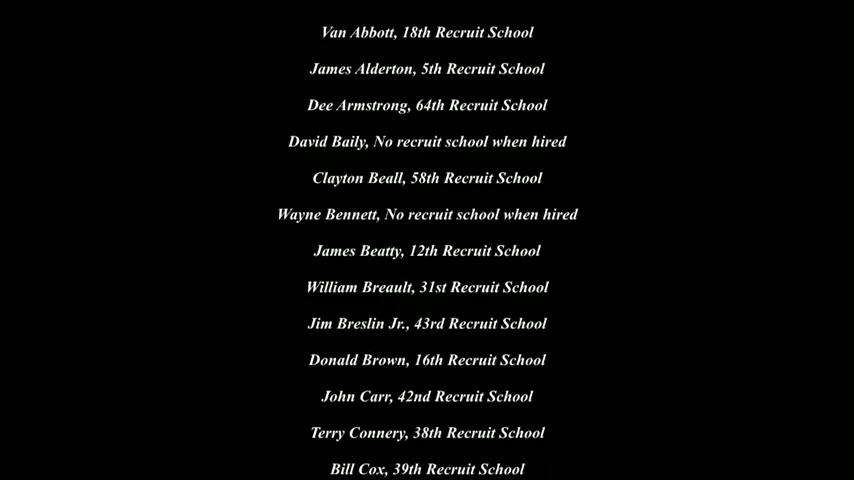 Van Abbott, 18th Recruit School
James Alderton, 5th Recruit School
Dee Armstrong, 64th Recruit School
David Baily, No recruit school when hired
Clayton Beall, 58th Recruit School
Wayne Bennett, No recruit school when hired
James Beatty, 12th Recruit School
William Breault, 31st Recruit School
Jim Breslin Jr., 43rd Recruit School
Donald Brown, 16th Recruit School
John Carr, 42nd Recruit School
Terry Connery, 38th Recruit School
Bill Cox, 39th Recruit School